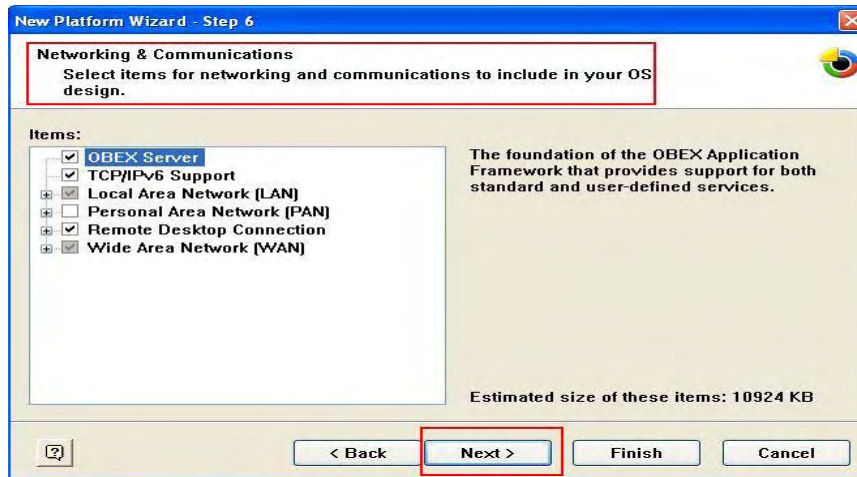 New Platform Wizard - Step 6
Networking & Communications
Select items for networking and communications to include in your OS
design.
Items:
OBEX Server
TCP/IPv6 Support
Local Area Network (LAN)
Personal Area Network (PAN)
Remote Desktop Connection
Wide Area Network (WAN)
The foundation of the OBEX Application
Framework that provides support for both
standard and user-defined services.
Estimated size of these items: 10924 KB
< Back
Next >
Finish
Cancel